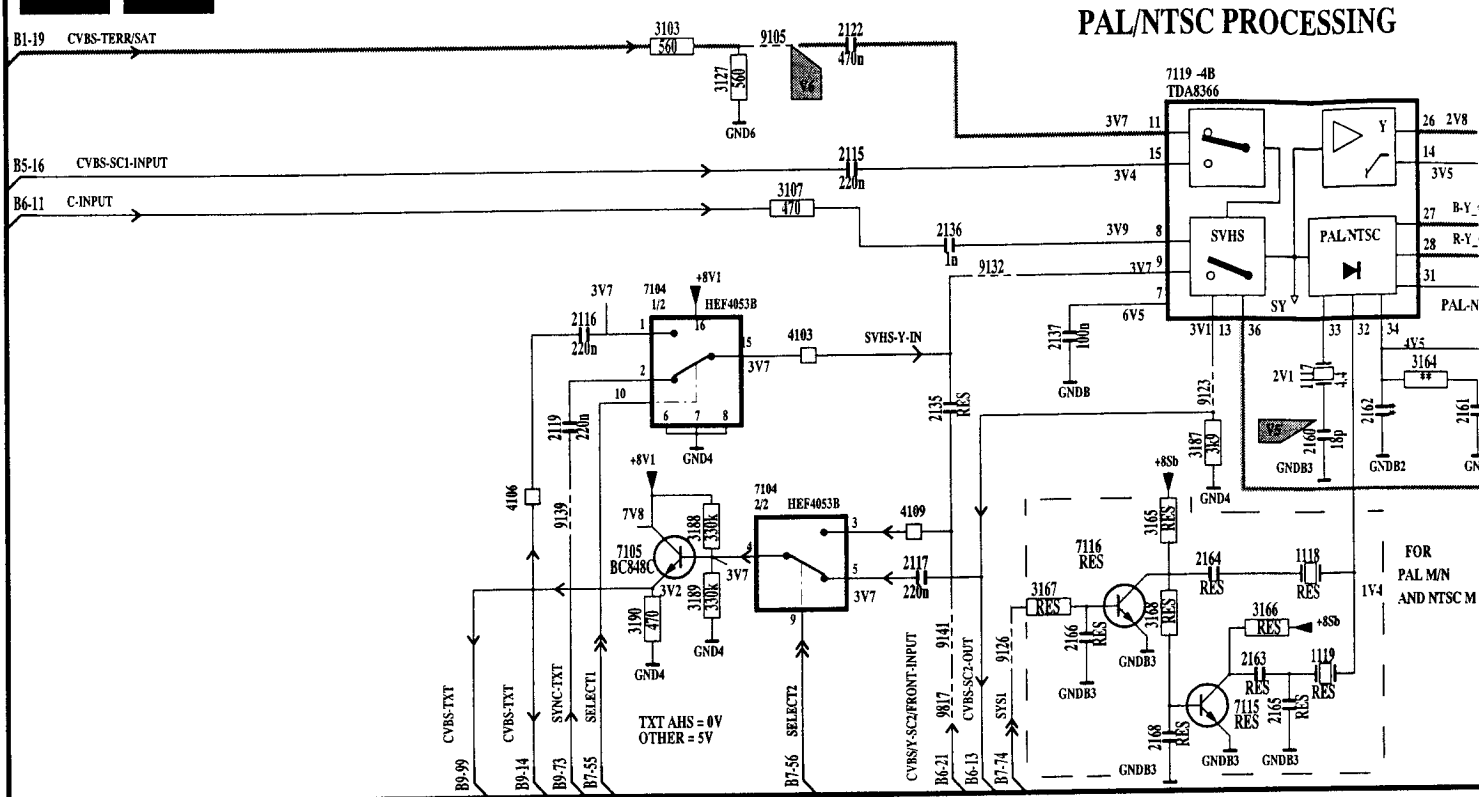 PAL/NTSC PROCESSING
B1-19 CVBS-TERR/SAT
3103
560
3127
560
GND6
9105
V6
2122
470n
7119 -4B
TDA8366
3V7 11
15
3V4
26 2V8
14
3V5
Y
B5-16 CVBS-SC1-INPUT
2115
220n
B6-11 C-INPUT
3107
470
2136
1n
3V9 8
9132
3V7 9
7
6V5
SVHS
PAL NTSC
27 B-Y_
28 R-Y_
31
PAL-N
SY
3V1 13 36
33 32 34
2137
100n
GNDB
3V7
7104
1/2
+8V1
HEF4053B
2116
220n
1
16
15
3V7
2
10
6 7 8
GND4
4103
SVHS-Y-IN
2119
220n
2135
RES
9123
3187
3k9
GND4
2V1
1117
4.4
V5
2160
18p
GNDB3
4V5
3164
**
2162
GNDB2
2161
GN
4106
9139
+8V1
7V8
7105
BC848C
3188
330k
3V7
3V2
3189
330k
3190
470
GND4
GND4
7104
2/2
HEF4053B
4
3
5
3V7
9
4109
2117
220n
+8Sb
3165
RES
7116
RES
3167
RES
2166
RES
GNDB3
GNDB3
3168
RES
2164
RES
1118
RES
3166
RES
+8Sb
2163
RES
1119
RES
2165
RES
7115
RES
2168
RES
GNDB3
GNDB3
GNDB3
1V4
FOR
PAL M/N
AND NTSC M
TXT AHS = 0V
OTHER = 5V
CVBS-TXT
B9-99
CVBS-TXT
B9-14
SYNC-TXT
B9-73
SELECT1
B7-55
SELECT2
B7-56
CVBS/Y-SC2/FRONT-INPUT
9817
9141
B6-21
CVBS-SC2-OUT
B6-13
SYS1
9126
B7-74